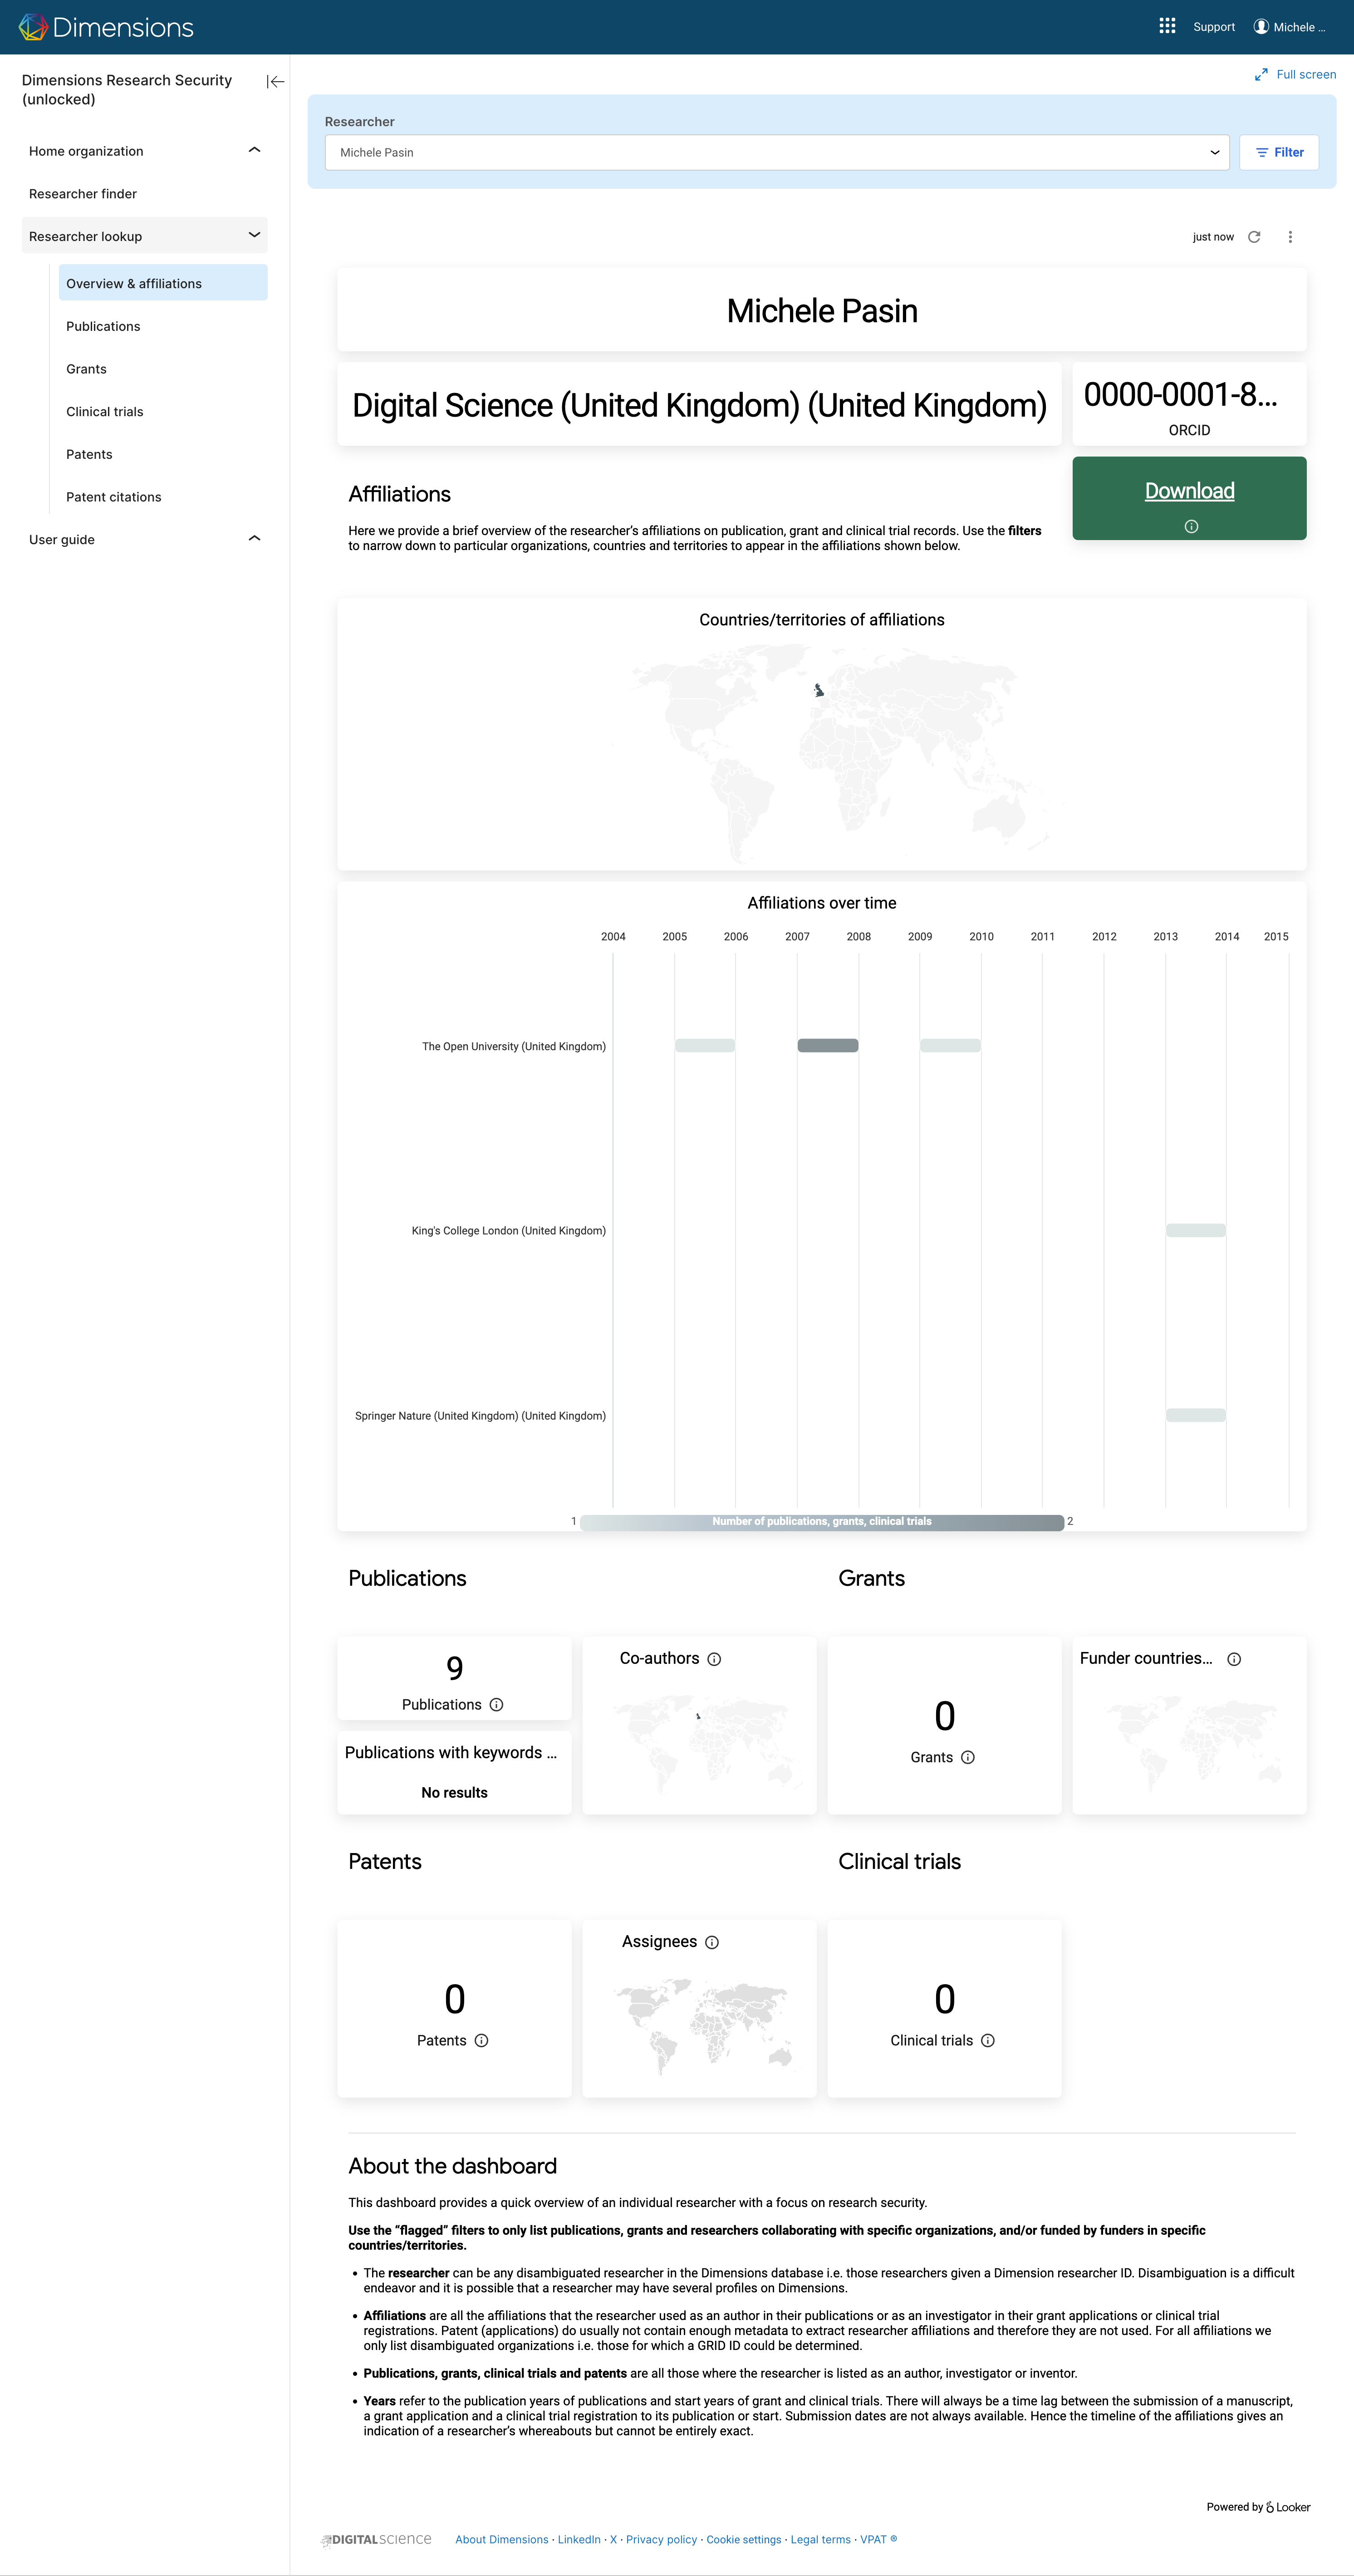 Dimensions
Support
Michele ...
Dimensions Research Security
(unlocked)
Home organization
Researcher finder
Researcher lookup
Overview & affiliations
Publications
Grants
Clinical trials
Patents
Patent citations
User guide
Full screen
Researcher
Michele Pasin
Filter
just now
Michele Pasin
Digital Science (United Kingdom) (United Kingdom)
0000-0001-8...
ORCID
Affiliations
Here we provide a brief overview of the researcher's affiliations on publication, grant and clinical trial records. Use the filters
to narrow down to particular organizations, countries and territories to appear in the affiliations shown below.
Download
Countries/territories of affiliations
Affiliations over time
2004 2005 2006 2007 2008 2009 2010 2011 2012 2013 2014 2015
The Open University (United Kingdom)
King's College London (United Kingdom)
Springer Nature (United Kingdom) (United Kingdom)
1 Number of publications, grants, clinical trials 2
Publications
Grants
9
Publications
Publications with keywords ...
No results
Co-authors
0
Grants
Funder countries...
Patents
Clinical trials
0
Patents
Assignees
0
Clinical trials
About the dashboard
This dashboard provides a quick overview of an individual researcher with a focus on research security.
Use the "flagged" filters to only list publications, grants and researchers collaborating with specific organizations, and/or funded by funders in specific
countries/territories.
• The researcher can be any disambiguated researcher in the Dimensions database i.e. those researchers given a Dimension researcher ID. Disambiguation is a difficult
endeavor and it is possible that a researcher may have several profiles on Dimensions.
• Affiliations are all the affiliations that the researcher used as an author in their publications or as an investigator in their grant applications or clinical trial
registrations. Patent (applications) do usually not contain enough metadata to extract researcher affiliations and therefore they are not used. For all affiliations we
only list disambiguated organizations i.e. those for which a GRID ID could be determined.
• Publications, grants, clinical trials and patents are all those where the researcher is listed as an author, investigator or inventor.
• Years refer to the publication years of publications and start years of grant and clinical trials. There will always be a time lag between the submission of a manuscript,
a grant application and a clinical trial registration to its publication or start. Submission dates are not always available. Hence the timeline of the affiliations gives an
indication of a researcher's whereabouts but cannot be entirely exact.
Powered by Looker
DIGITALSCIENCE
About Dimensions · LinkedIn · X · Privacy policy · Cookie settings · Legal terms · VPAT ®